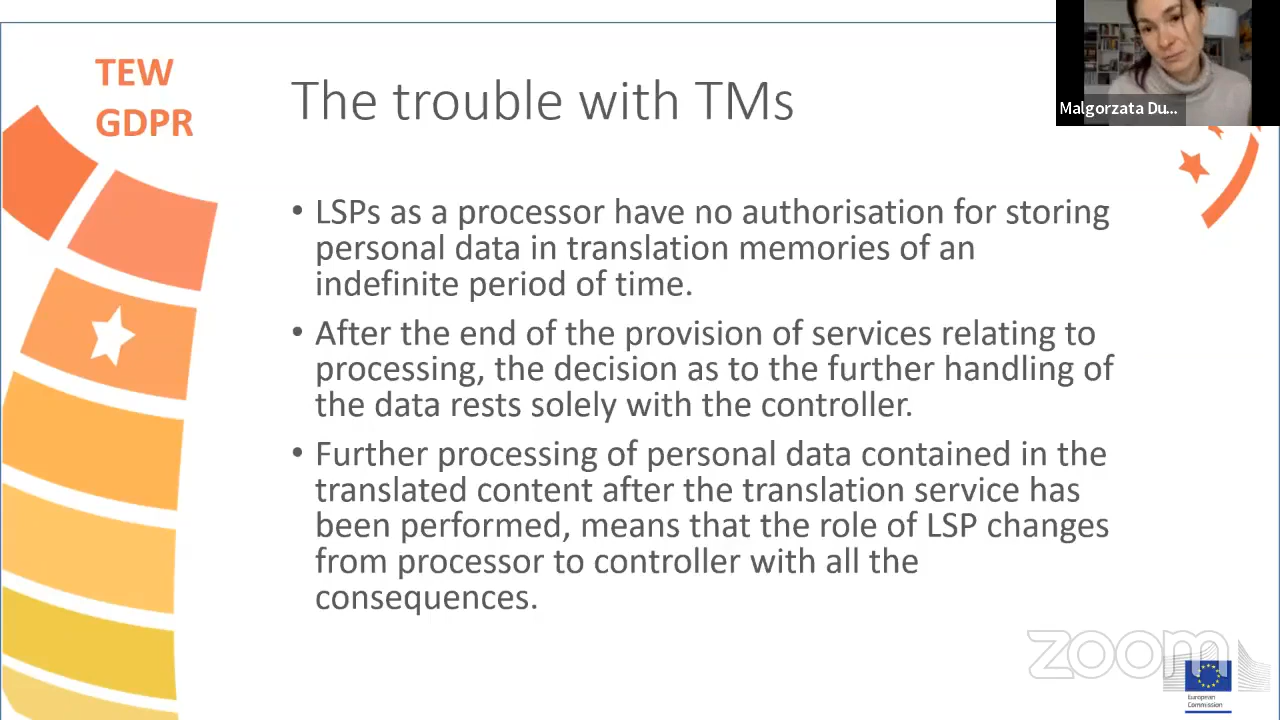 TEW
GDPR
The trouble with TMs
Malgorzata Du...
• LSPs as a processor have no authorisation for storing
personal data in translation memories of an
indefinite period of time.
• After the end of the provision of services relating to
processing, the decision as to the further handling of
the data rests solely with the controller.
• Further processing of personal data contained in the
translated content after the translation service has
been performed, means that the role of LSP changes
from processor to controller with all the
consequences.
zoom
European
Commission